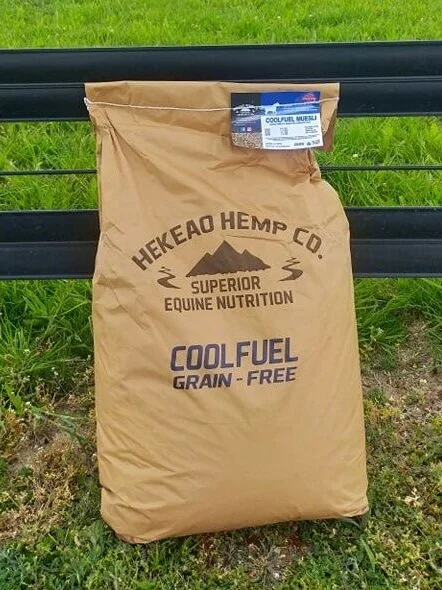 COOLFUEL MUESLI
HEKEAO HEMP CO.
SUPERIOR
EQUINE NUTRITION
COOLFUEL
GRAIN - FREE